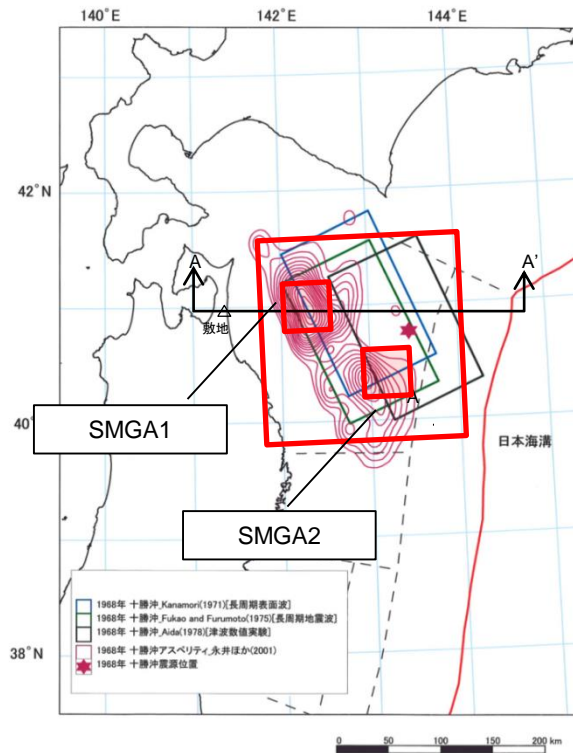 140°N
142°E
144°E
42°N
A
A'
敷地
SMGA1
A
40°N
日本海溝
SMGA2
1968年 十勝沖_Kanamori(1971)[長周期表面波]
1968年 十勝沖_Fukao and Furumoto(1975)[長周期地震波]
1968年 十勝沖_Aida(1978)[津波数値実験]
1968年 十勝沖アスペリティ_永井ほか(2001)
1968年 十勝沖震源位置
38°N
0 50 100 150 200 km